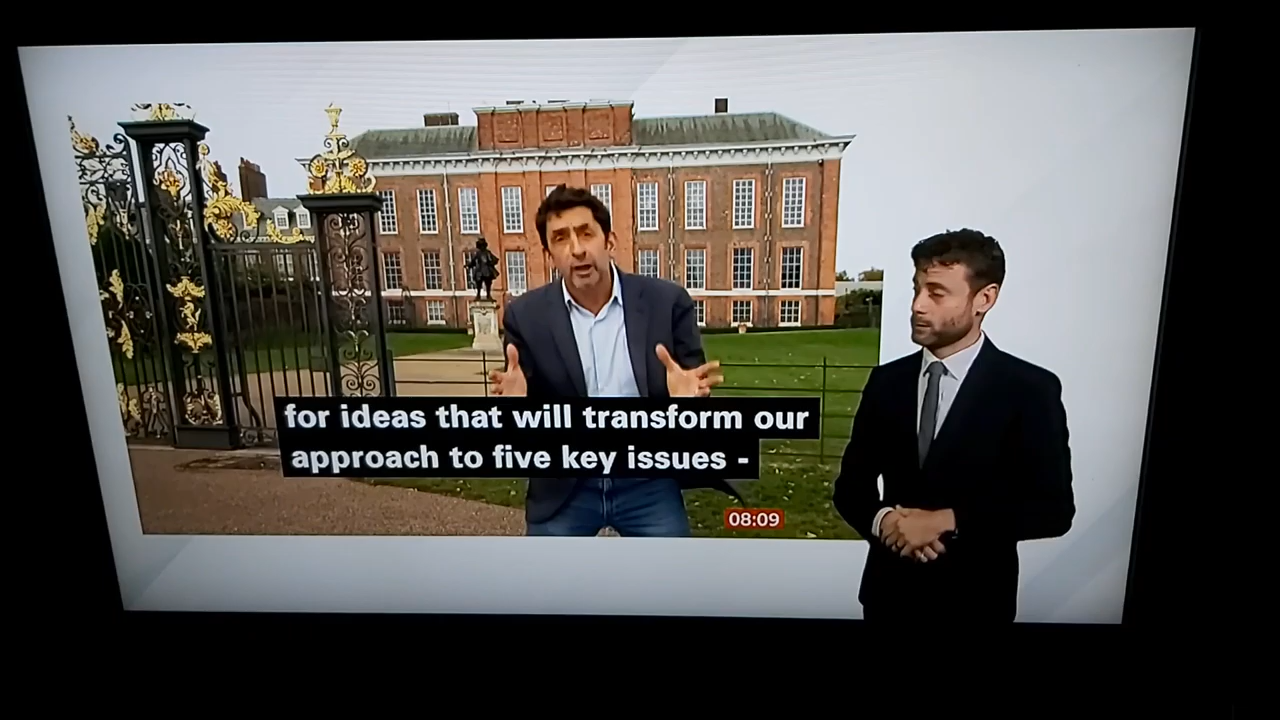 for ideas that will transform our
approach to five key issues -
08:09